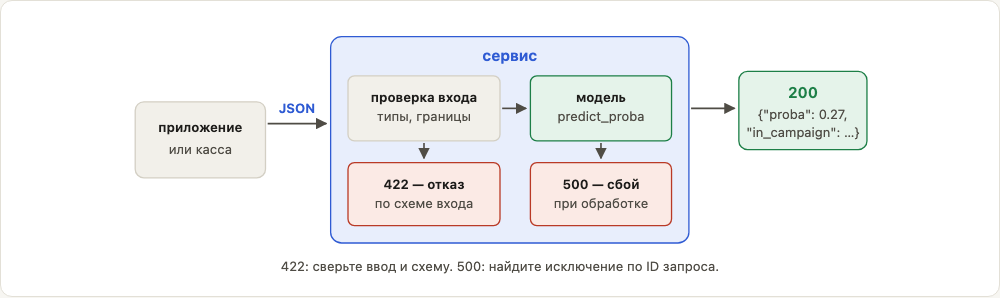 сервис
приложение
или касса
JSON
проверка входа
типы, границы
модель
predict_proba
422 — отказ
по схеме входа
500 — сбой
при обработке
200
{"proba": 0.27,
"in_campaign": ...}
422: сверьте ввод и схему. 500: найдите исключение по ID запроса.